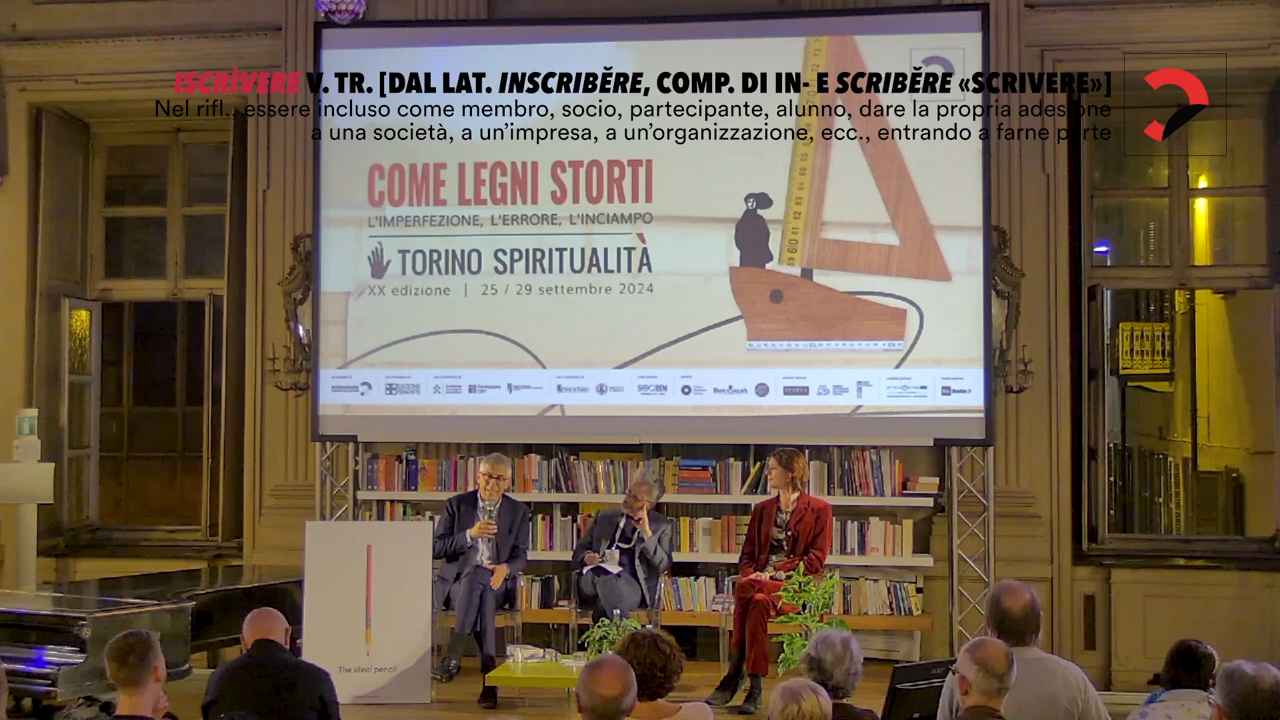 ISCRÌVERE V. TR. [DAL LAT. INSCRIBĔRE, COMP. DI IN- E SCRIBĔRE «SCRIVERE»]
Nel rifl., essere incluso come membro, socio, partecipante, alunno, dare la propria adesione
a una società, a un’impresa, a un’organizzazione, ecc., entrando a farne parte
COME LEGNI STORTI
L'IMPERFEZIONE, L'ERRORE, L'INCIAMPO
TORINO SPIRITUALITÀ
XX edizione | 25 / 29 settembre 2024
The ideal pencil